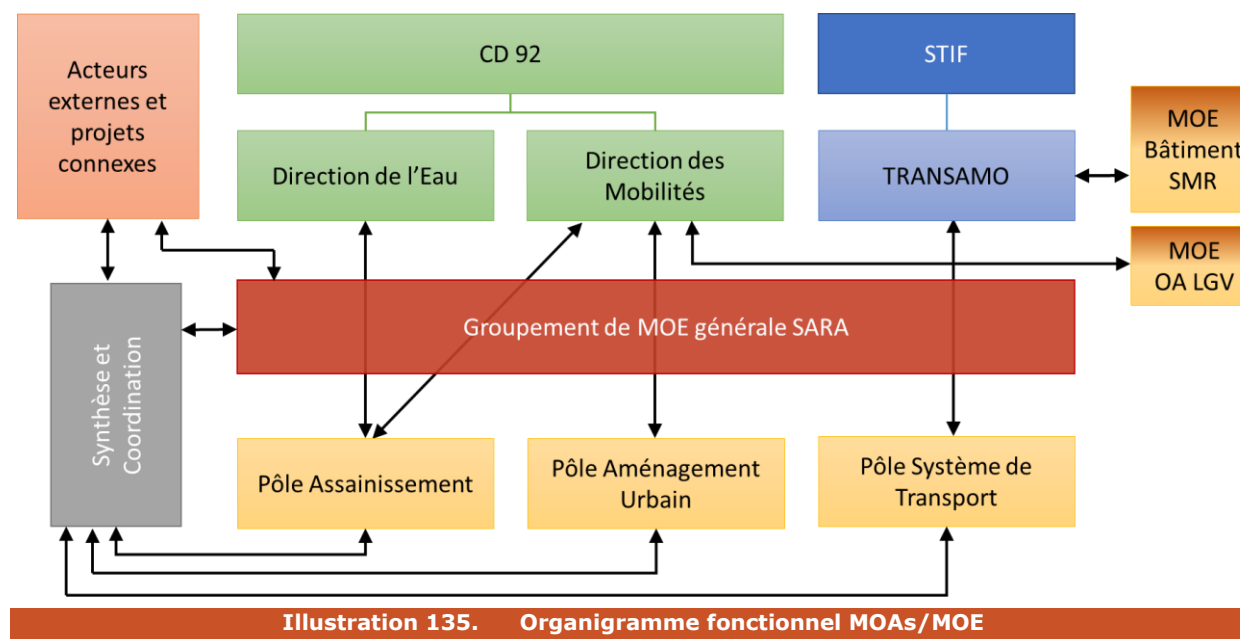 Acteurs
externes et
projets
connexes
CD 92
STIF
Direction de l’Eau
Direction des
Mobilités
TRANSAMO
MOE
Bâtiment
SMR
MOE
OA LGV
Groupement de MOE générale SARA
Synthèse et
Coordination
Pôle Assainissement
Pôle Aménagement
Urbain
Pôle Système de
Transport
Illustration 135. Organigramme fonctionnel MOAs/MOE